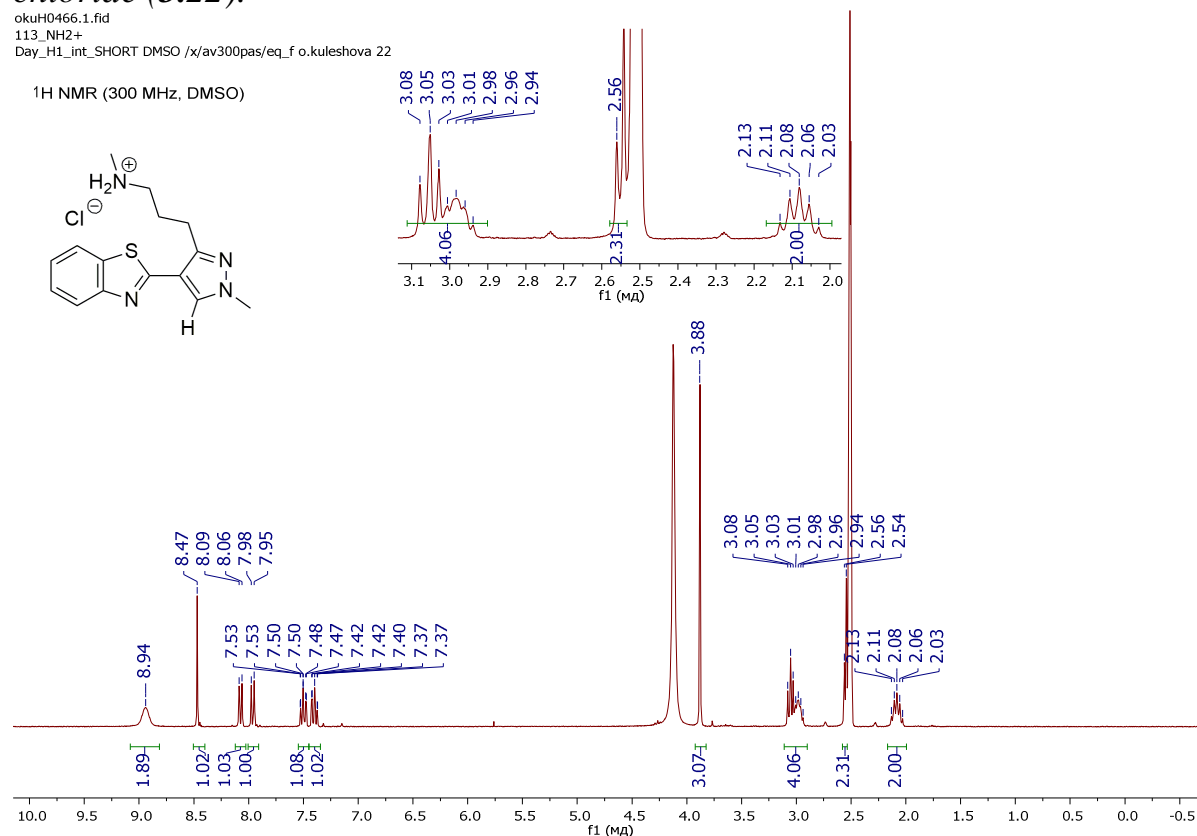 chloride (3.22).
okuH0466.1.fid
113_NH2+
Day_H1_int_SHORT DMSO /x/av300pas/eq_f o.kuleshova 22
1H NMR (300 MHz, DMSO)
H2N
+
Cl
−
S
N
N
N
H
3.08 3.05 3.03 3.01 2.98 2.96 2.94
2.56
2.13 2.11 2.08 2.06 2.03
4.06 2.31 2.00
3.1 3.0 2.9 2.8 2.7 2.6 2.5 2.4 2.3 2.2 2.1 2.0
f1 (мд)
8.94
8.47 8.09 8.06 7.98 7.95
7.53 7.53 7.50 7.50 7.48 7.47 7.42 7.42 7.40 7.37 7.37
3.88
3.08 3.05 3.03 3.01 2.98 2.96 2.94 2.56 2.54
2.13 2.11 2.08 2.06 2.03
1.89 1.02 1.03 1.00 1.08 1.02 3.07 4.06 2.31 2.00
10.0 9.5 9.0 8.5 8.0 7.5 7.0 6.5 6.0 5.5 5.0 4.5 4.0 3.5 3.0 2.5 2.0 1.5 1.0 0.5 0.0 -0.5
f1 (мд)